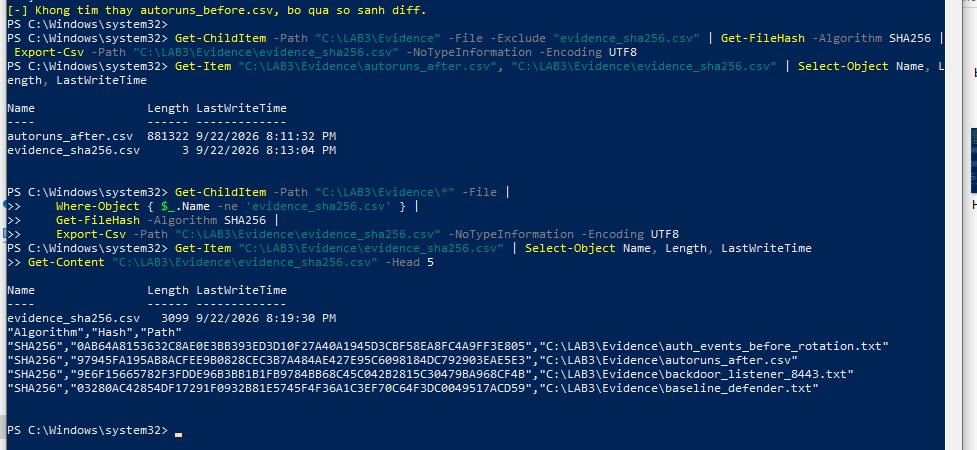 [-] Khong tim thay autoruns_before.csv, bo qua so sanh diff.
PS C:\Windows\system32>
PS C:\Windows\system32> Get-ChildItem -Path "C:\LAB3\Evidence" -File -Exclude "evidence_sha256.csv" | Get-FileHash -Algorithm SHA256 |
Export-Csv -Path "C:\LAB3\Evidence\evidence_sha256.csv" -NoTypeInformation -Encoding UTF8
PS C:\Windows\system32> Get-Item "C:\LAB3\Evidence\autoruns_after.csv", "C:\LAB3\Evidence\evidence_sha256.csv" | Select-Object Name, L
ength, LastWriteTime
Name Length LastWriteTime
---- ------ -------------
autoruns_after.csv 881322 9/22/2026 8:11:32 PM
evidence_sha256.csv 3 9/22/2026 8:13:04 PM
PS C:\Windows\system32> Get-ChildItem -Path "C:\LAB3\Evidence\*" -File |
>> Where-Object { $_.Name -ne 'evidence_sha256.csv' } |
>> Get-FileHash -Algorithm SHA256 |
>> Export-Csv -Path "C:\LAB3\Evidence\evidence_sha256.csv" -NoTypeInformation -Encoding UTF8
PS C:\Windows\system32> Get-Item "C:\LAB3\Evidence\evidence_sha256.csv" | Select-Object Name, Length, LastWriteTime
>> Get-Content "C:\LAB3\Evidence\evidence_sha256.csv" -Head 5
Name Length LastWriteTime
---- ------ -------------
evidence_sha256.csv 3099 9/22/2026 8:19:30 PM
"Algorithm","Hash","Path"
"SHA256","0AB64A8153632C8AE0E3BB393ED3D10F27A40A1945D3CBF58EA8FC4A9FF3E805","C:\LAB3\Evidence\auth_events_before_rotation.txt"
"SHA256","97945FA195AB8ACFEE9B0828CEC3B7A484AE427E95C6098184DC792903EAE5E3","C:\LAB3\Evidence\autoruns_after.csv"
"SHA256","9E6F15665782F3FDDE96B3BB1B1FB9784BB68C45C042B2815C30479BA968CF4B","C:\LAB3\Evidence\backdoor_listener_8443.txt"
"SHA256","03280AC42854DF17291F0932B81E5745F4F36A1C3EF70C64F3DC0049517ACD59","C:\LAB3\Evidence\baseline_defender.txt"
PS C:\Windows\system32>